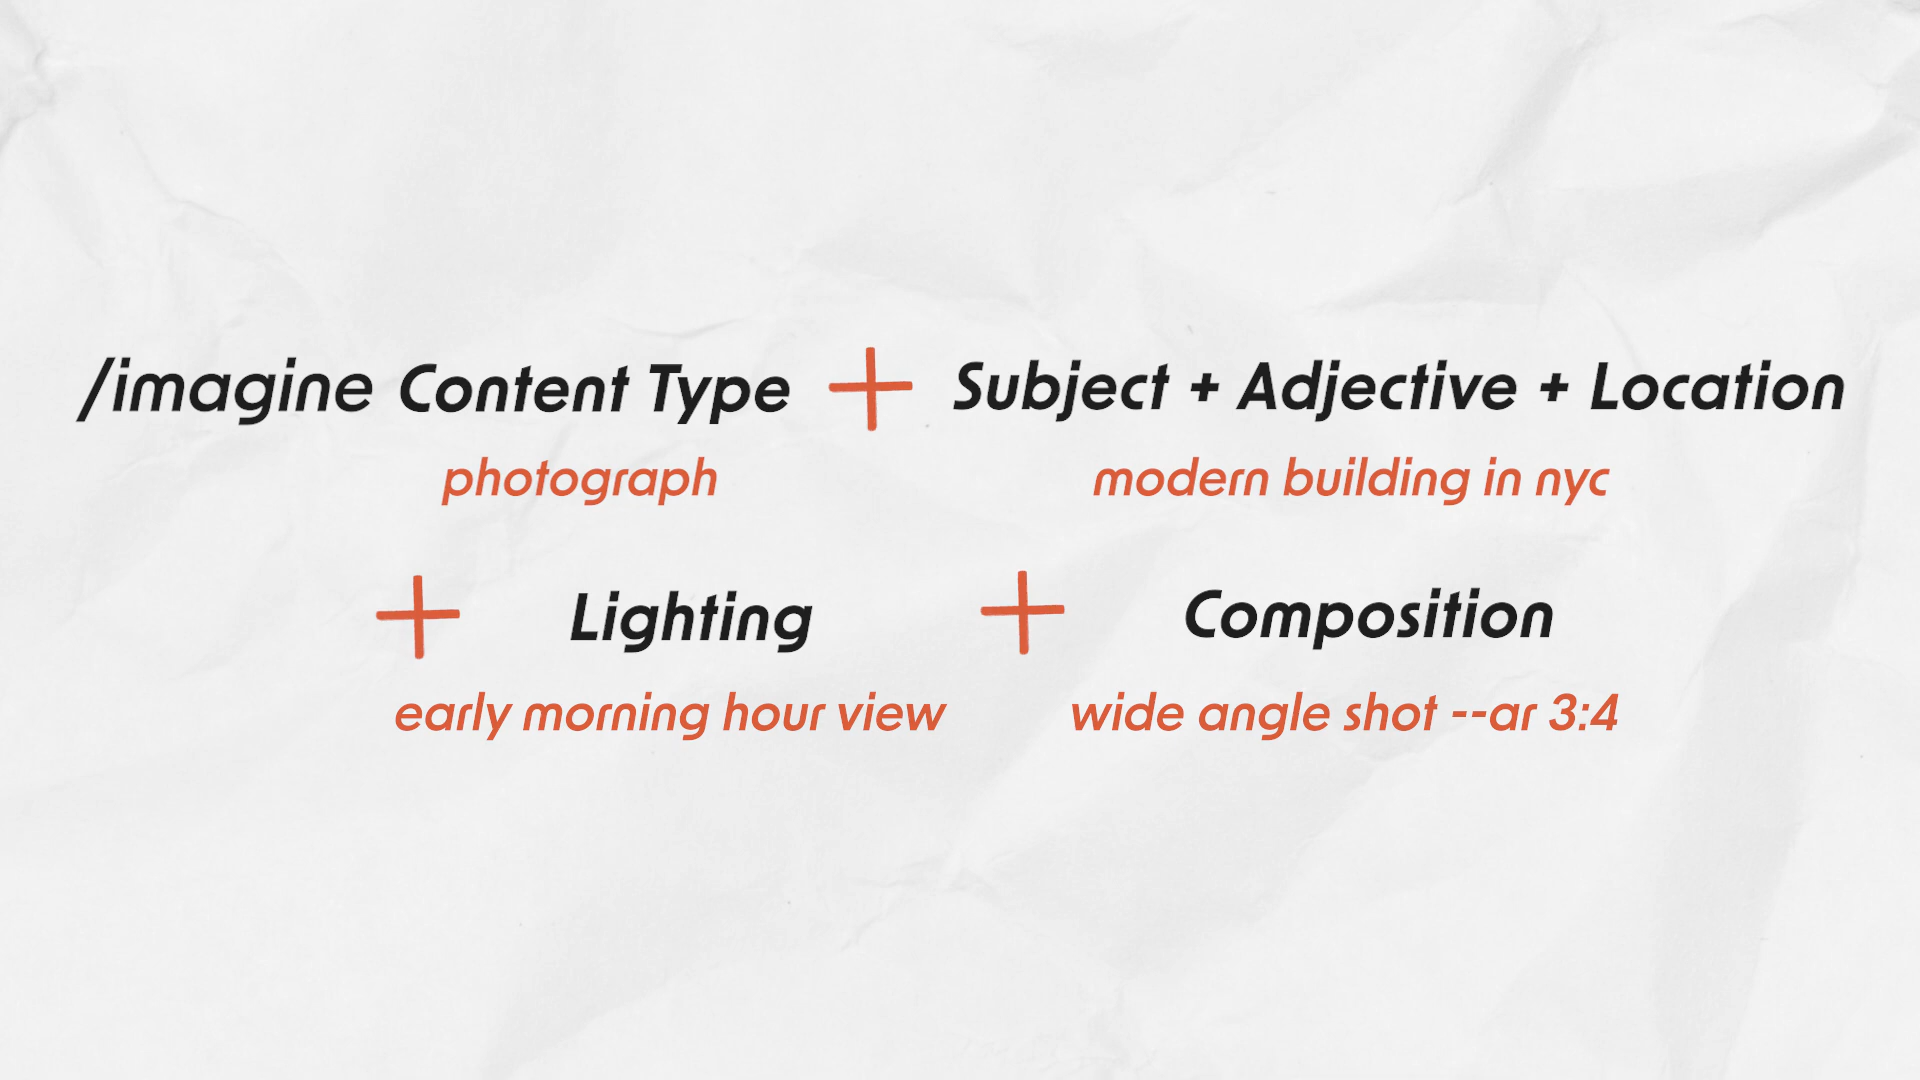 /imagine Content Type + Subject + Adjective + Location
photograph modern building in nyc
+ Lighting + Composition
early morning hour view wide angle shot --ar 3:4